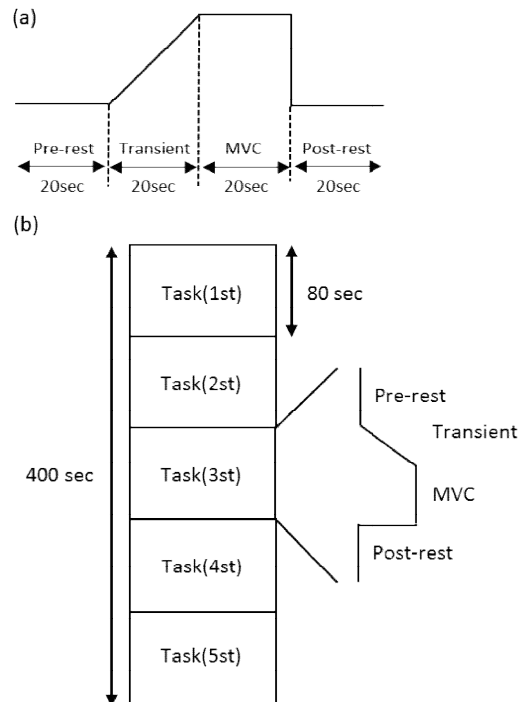 (a)
Pre-rest Transient MVC Post-rest
20sec 20sec 20sec 20sec
(b)
Task(1st) 80 sec
Task(2st)
Pre-rest
Transient
400 sec Task(3st)
MVC
Post-rest
Task(4st)
Task(5st)